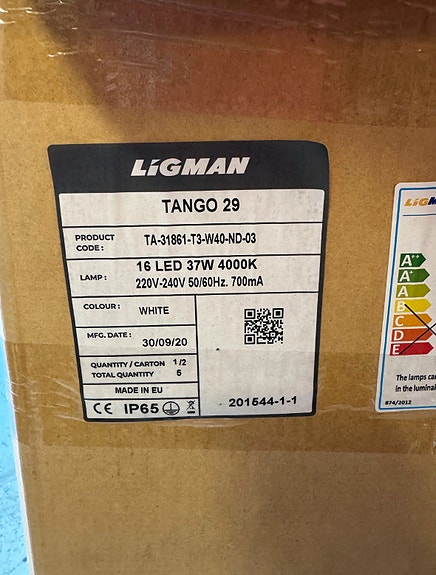 LIGMAN
TANGO 29
PRODUCT CODE : TA-31861-T3-W40-ND-03
LAMP : 16 LED 37W 4000K
220V-240V 50/60Hz. 700mA
COLOUR : WHITE
MFG. DATE : 30/09/20
QUANTITY / CARTON 1/2
TOTAL QUANTITY 5
MADE IN EU
CE IP65
201544-1-1
A++
A+
A
B
C
D
E
The lamps
in the luminai
874/2012